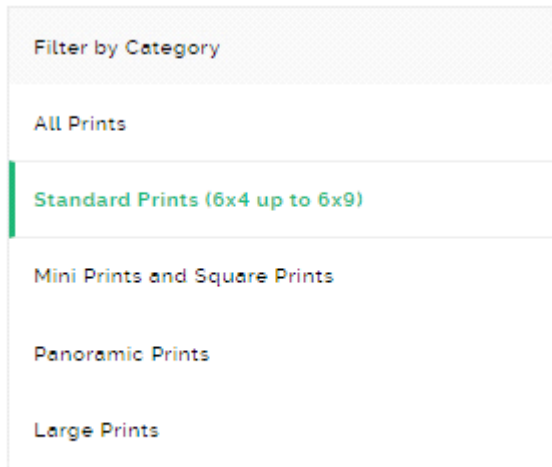 Filter by Category
All Prints
Standard Prints (6x4 up to 6x9)
Mini Prints and Square Prints
Panoramic Prints
Large Prints